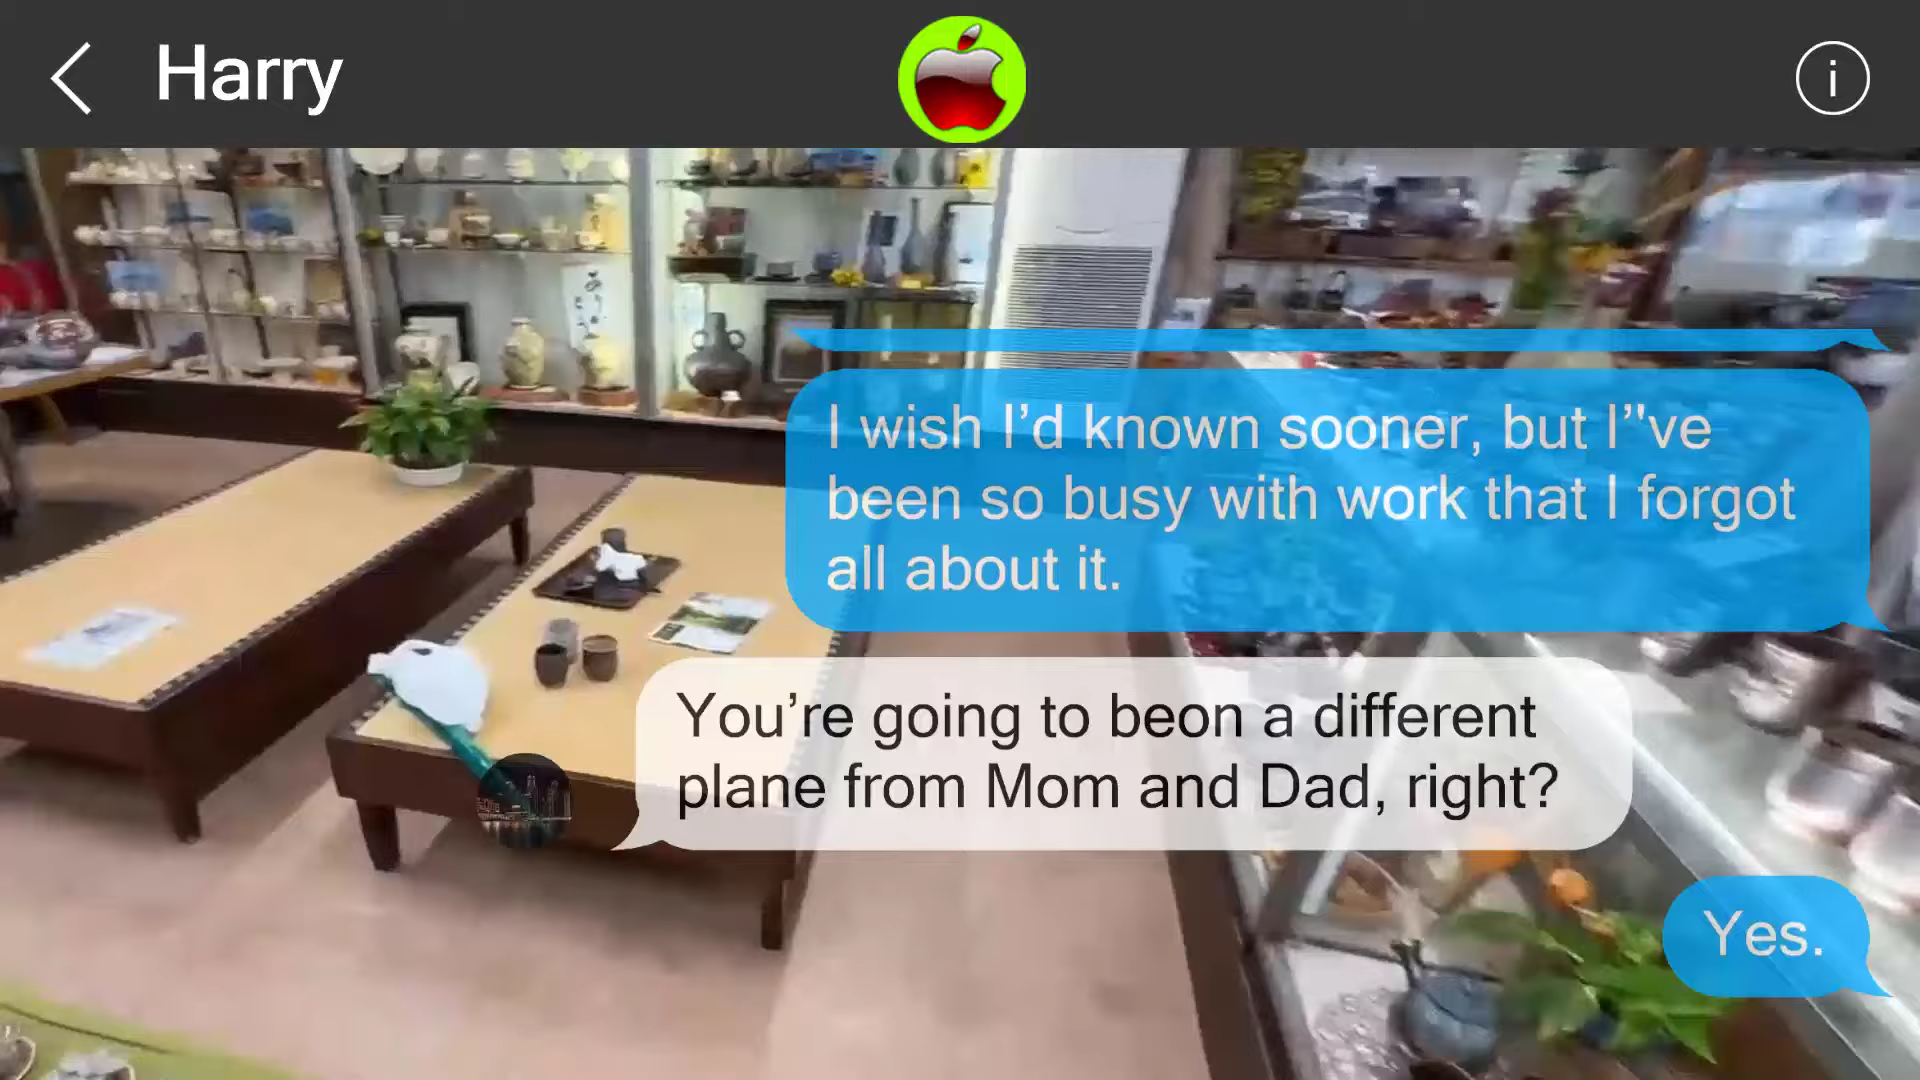 Harry
I wish I’d known sooner, but I’'ve
been so busy with work that I forgot
all about it.
You’re going to beon a different
plane from Mom and Dad, right?
Yes.